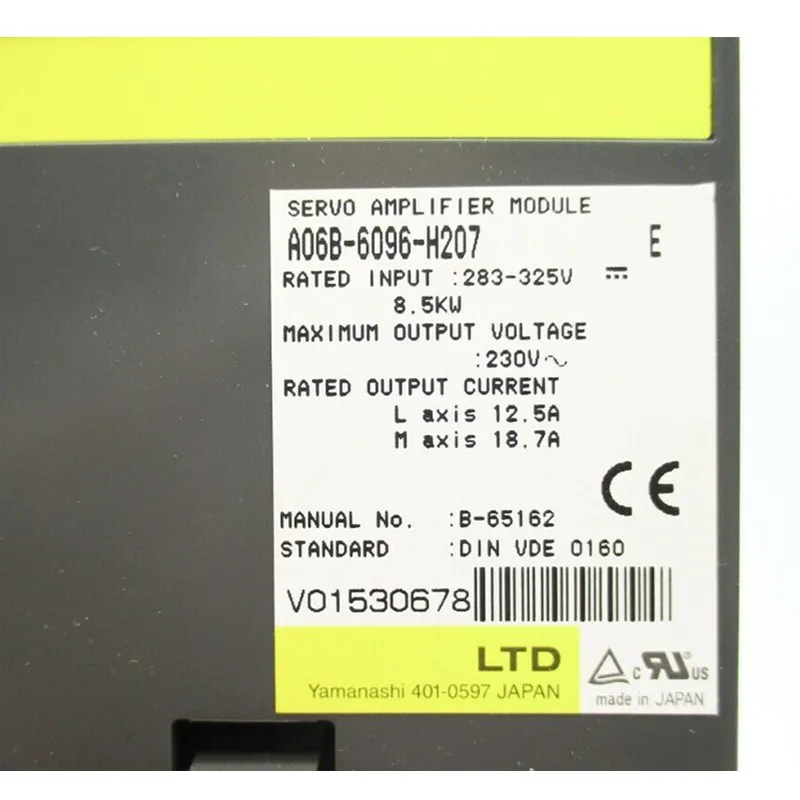 SERVO AMPLIFIER MODULE
A06B-6096-H207 E
RATED INPUT :283-325V ⎓
8.5KW
MAXIMUM OUTPUT VOLTAGE
:230V～
RATED OUTPUT CURRENT
L axis 12.5A
M axis 18.7A
CE
MANUAL No. :B-65162
STANDARD :DIN VDE 0160
V01530678
LTD
Yamanashi 401-0597 JAPAN
c RU US
made in JAPAN